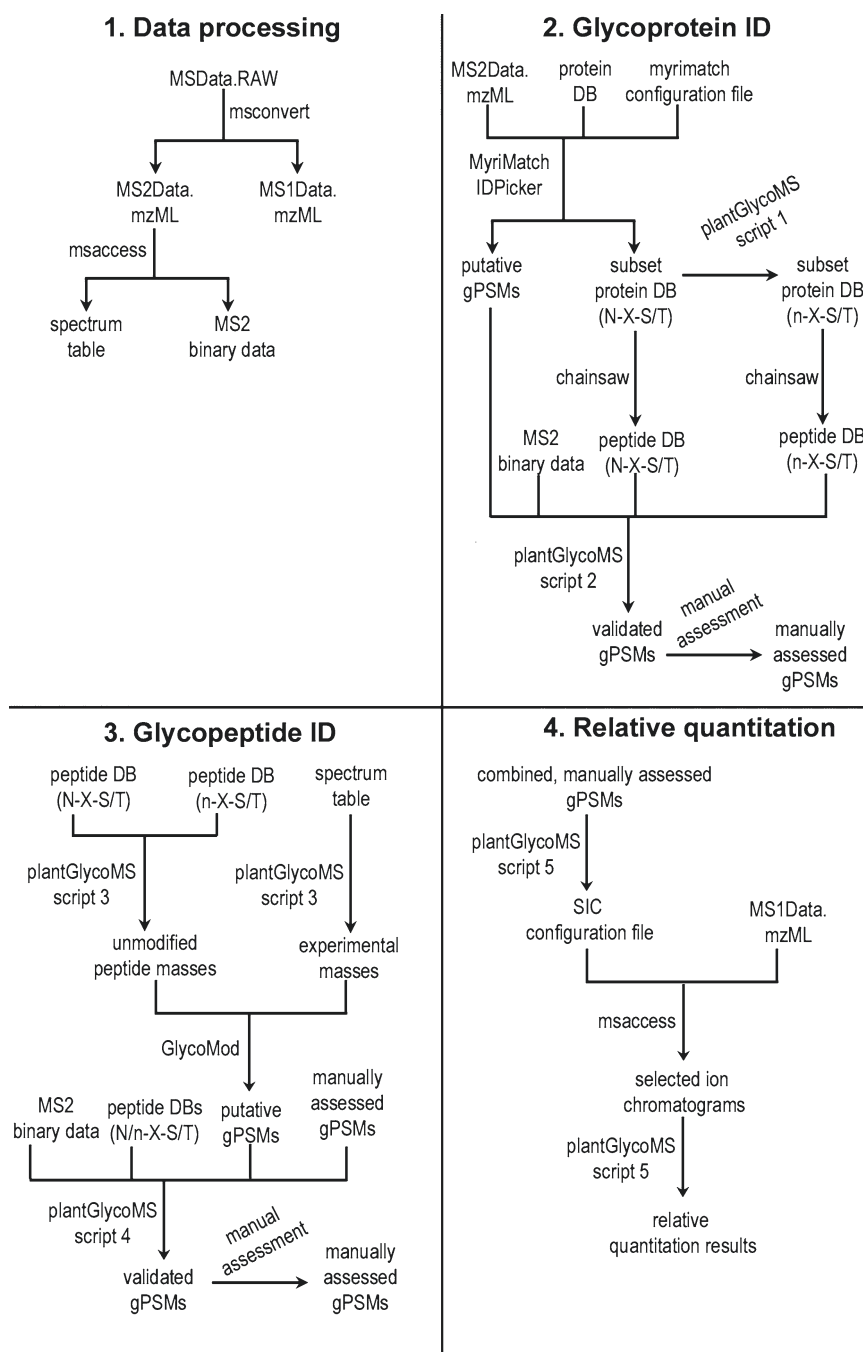 1. Data processing
MSData.RAW
msconvert
MS2Data.
mzML
MS1Data.
mzML
msaccess
spectrum
table
MS2
binary data
2. Glycoprotein ID
MS2Data.
mzML
protein
DB
myrimatch
configuration file
MyriMatch
IDPicker
plantGlycoMS
script 1
putative
gPSMs
subset
protein DB
(N-X-S/T)
subset
protein DB
(n-X-S/T)
chainsaw
chainsaw
MS2
binary data
peptide DB
(N-X-S/T)
peptide DB
(n-X-S/T)
plantGlycoMS
script 2
validated
gPSMs
manual
assessment
manually
assessed
gPSMs
3. Glycopeptide ID
peptide DB
(N-X-S/T)
peptide DB
(n-X-S/T)
spectrum
table
plantGlycoMS
script 3
plantGlycoMS
script 3
unmodified
peptide masses
experimental
masses
GlycoMod
MS2
binary data
peptide DBs
(N/n-X-S/T)
putative
gPSMs
manually
assessed
gPSMs
plantGlycoMS
script 4
validated
gPSMs
manual
assessment
manually
assessed
gPSMs
4. Relative quantitation
combined, manually assessed
gPSMs
plantGlycoMS
script 5
SIC
configuration file
MS1Data.
mzML
msaccess
selected ion
chromatograms
plantGlycoMS
script 5
relative
quantitation results